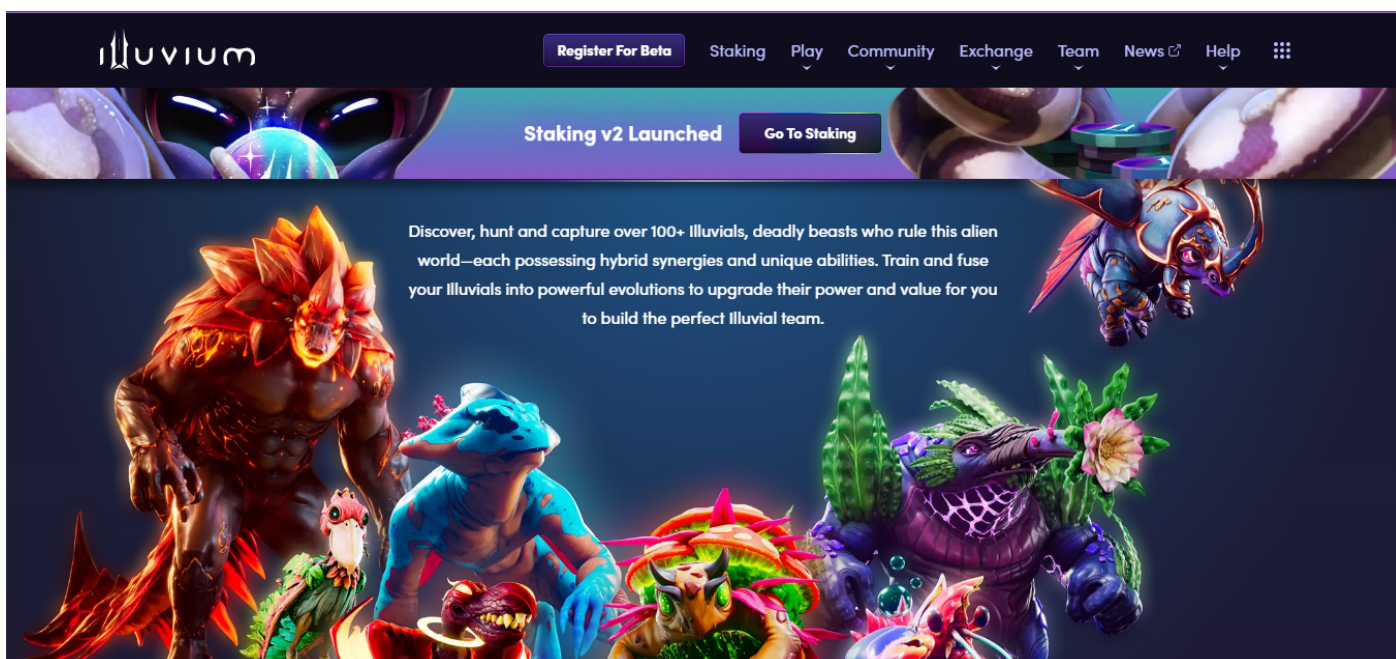 ILLUVIUM
Register For Beta Staking Play Community Exchange Team News Help
Staking v2 Launched Go To Staking
Discover, hunt and capture over 100+ Illuvials, deadly beasts who rule this alien
world—each possessing hybrid synergies and unique abilities. Train and fuse
your Illuvials into powerful evolutions to upgrade their power and value for you
to build the perfect Illuvial team.